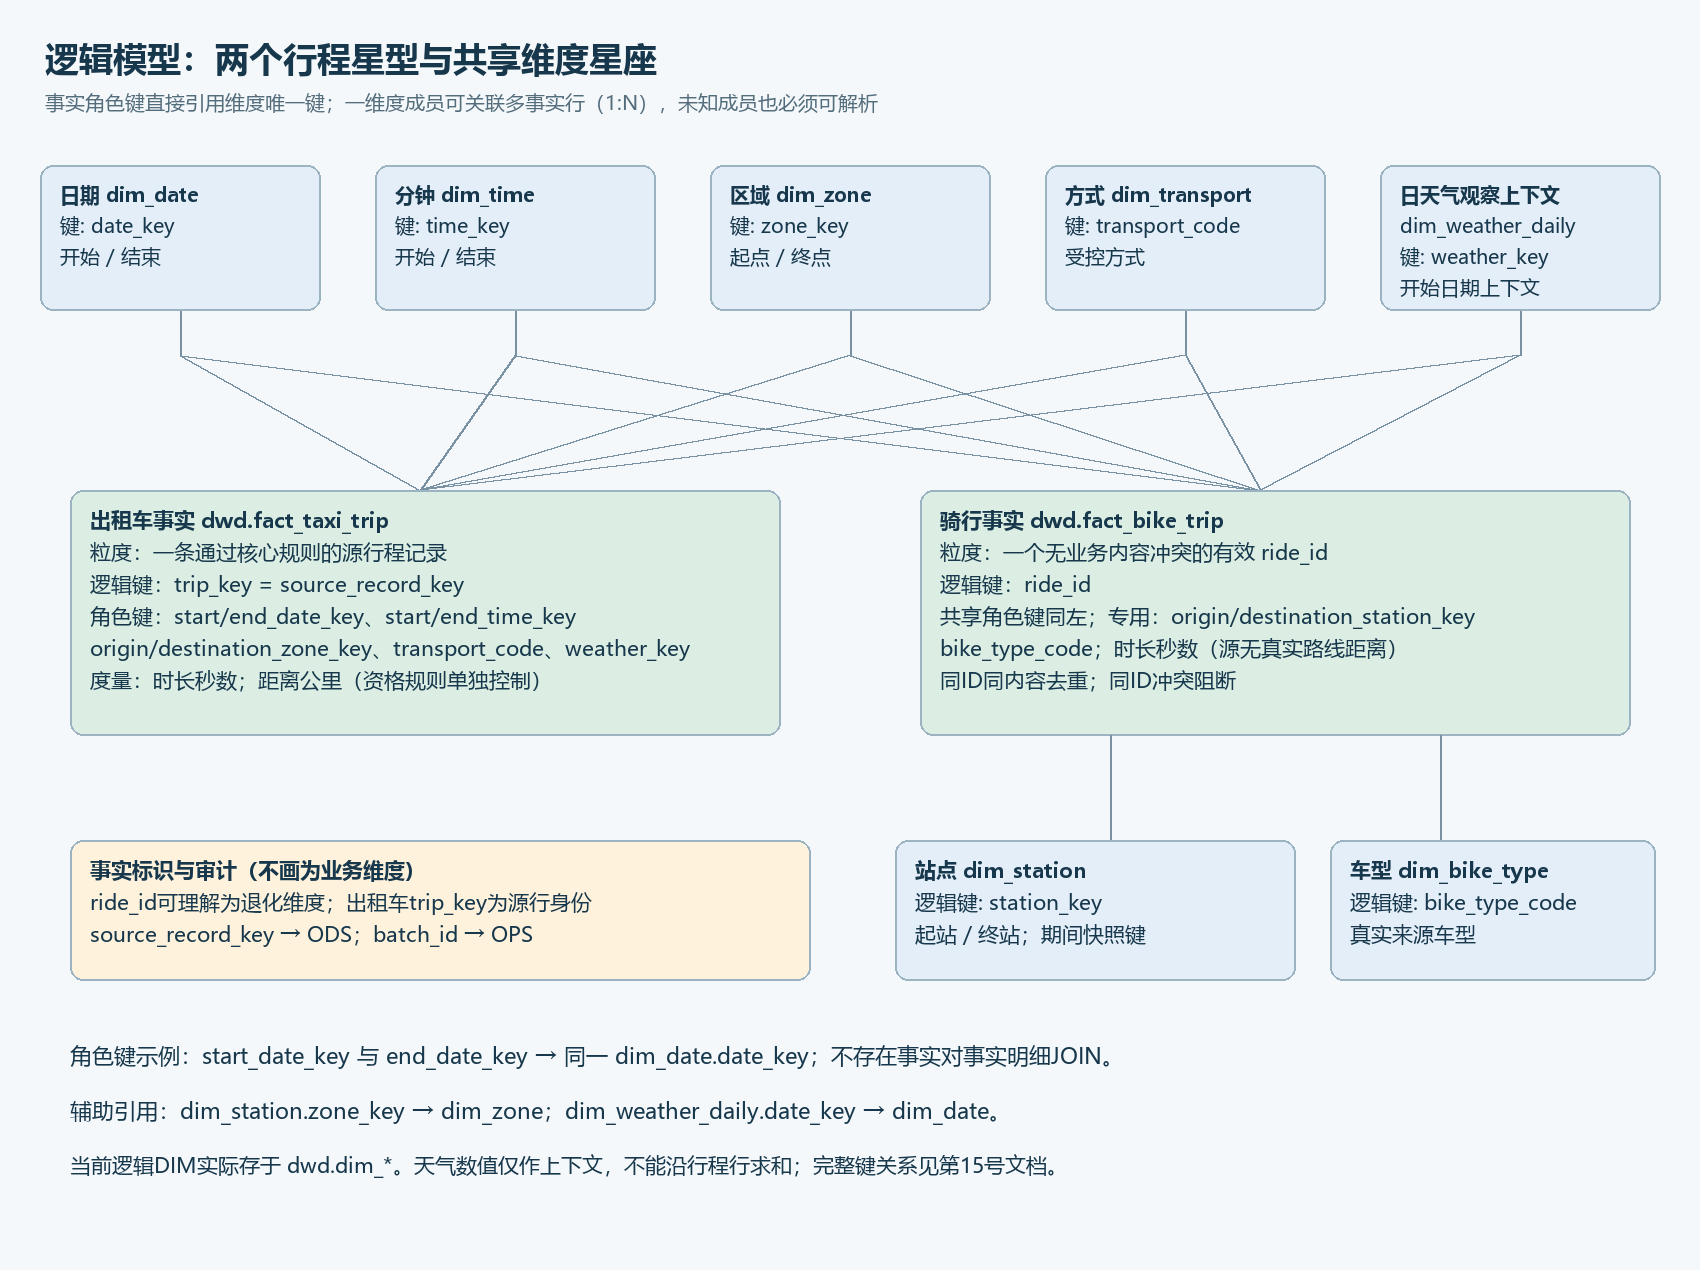 逻辑模型：两个行程星型与共享维度星座
事实角色键直接引用维度唯一键；一维度成员可关联多事实行（1:N），未知成员也必须可解析
日期 dim_date
键: date_key
开始 / 结束
分钟 dim_time
键: time_key
开始 / 结束
区域 dim_zone
键: zone_key
起点 / 终点
方式 dim_transport
键: transport_code
受控方式
日天气观察上下文
dim_weather_daily
键: weather_key
开始日期上下文
出租车事实 dwd.fact_taxi_trip
粒度：一条通过核心规则的源行程记录
逻辑键：trip_key = source_record_key
角色键：start/end_date_key、start/end_time_key
origin/destination_zone_key、transport_code、weather_key
度量：时长秒数；距离公里（资格规则单独控制）
骑行事实 dwd.fact_bike_trip
粒度：一个无业务内容冲突的有效 ride_id
逻辑键：ride_id
共享角色键同左；专用：origin/destination_station_key
bike_type_code；时长秒数（源无真实路线距离）
同ID同内容去重；同ID冲突阻断
事实标识与审计（不画为业务维度）
ride_id可理解为退化维度；出租车trip_key为源行身份
source_record_key → ODS；batch_id → OPS
站点 dim_station
逻辑键: station_key
起站 / 终站；期间快照键
车型 dim_bike_type
逻辑键: bike_type_code
真实来源车型
角色键示例：start_date_key 与 end_date_key → 同一 dim_date.date_key；不存在事实对事实明细JOIN。
辅助引用：dim_station.zone_key → dim_zone；dim_weather_daily.date_key → dim_date。
当前逻辑DIM实际存于 dwd.dim_*。天气数值仅作上下文，不能沿行程行求和；完整键关系见第15号文档。